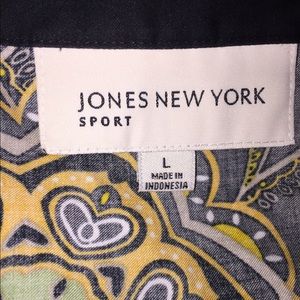 JONES NEW YORK
SPORT
L
MADE IN
INDONESIA